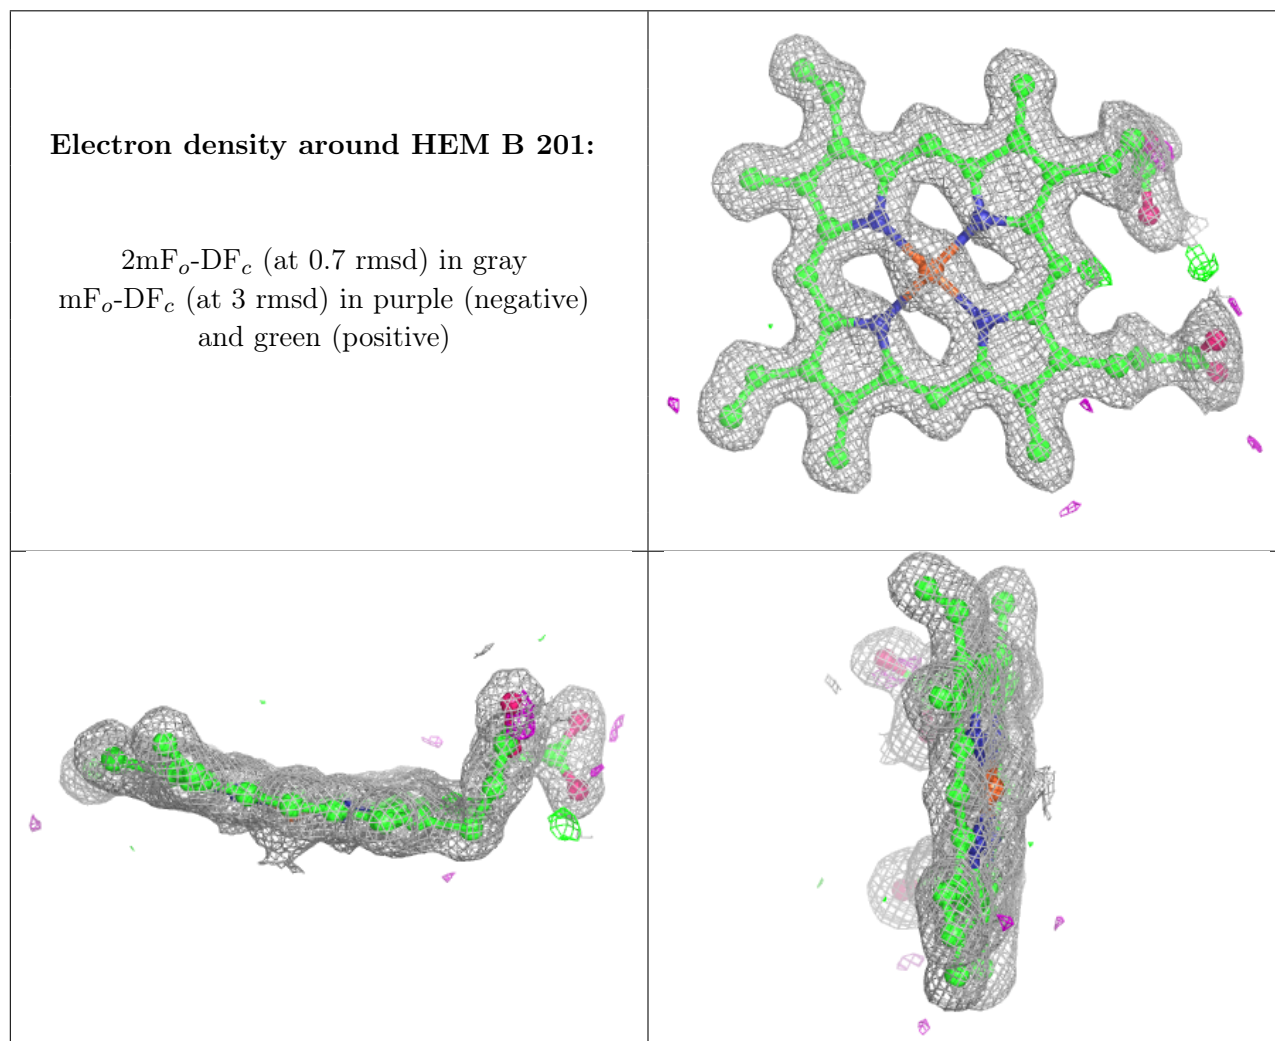 Electron density around HEM B 201:
2mFo-DFc (at 0.7 rmsd) in gray
mFo-DFc (at 3 rmsd) in purple (negative)
and green (positive)